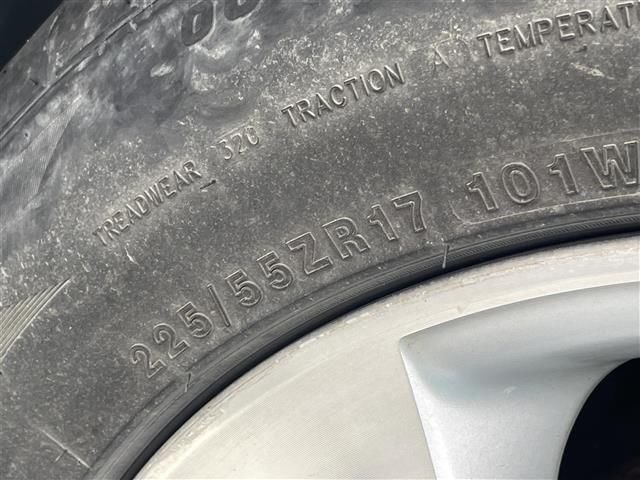 TREADWEAR 320 TRACTION A TEMPERAT
225/55ZR17 101W